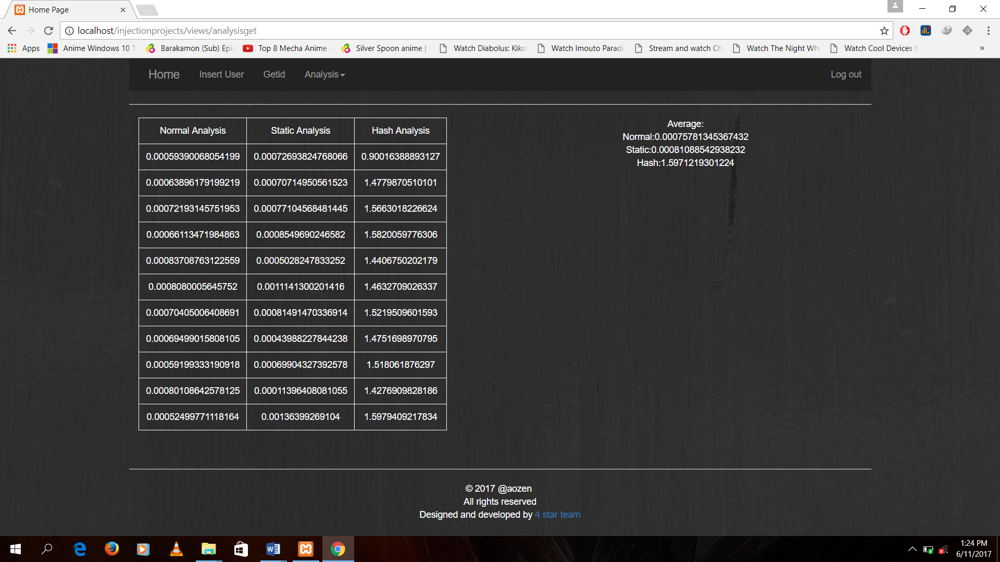 Home Page
localhost/injectionprojects/views/analysisget
Apps Anime Windows 10 T Barakamon (Sub) Epis Top 8 Mecha Anime - Silver Spoon anime | Watch Diabolus: Kiko Watch Imouto Paradi Stream and watch Ch Watch The Night Whe Watch Cool Devices h »
Home Insert User Getid Analysis Log out
Normal Analysis Static Analysis Hash Analysis
0.00059390068054199 0.00072693824768066 0.90016388893127
0.00063896179199219 0.00070714950561523 1.4779870510101
0.00072193145751953 0.00077104568481445 1.5663018226624
0.00066113471984863 0.0008549690246582 1.5820059776306
0.00083708763122559 0.0005028247833252 1.4406750202179
0.0008080005645752 0.0011141300201416 1.4632709026337
0.00070405006408691 0.00081491470336914 1.5219509601593
0.00069499015808105 0.00043988227844238 1.4751698970795
0.00059199333190918 0.00069904327392578 1.518061876297
0.00080108642578125 0.00011396408081055 1.4276909828186
0.00052499771118164 0.00136399269104 1.5979409217834
Average:
Normal:0.00075781345367432
Static:0.00081088542938232
Hash:1.5971219301224
© 2017 @aozen
All rights reserved
Designed and developed by 4 star team
1:24 PM
6/11/2017